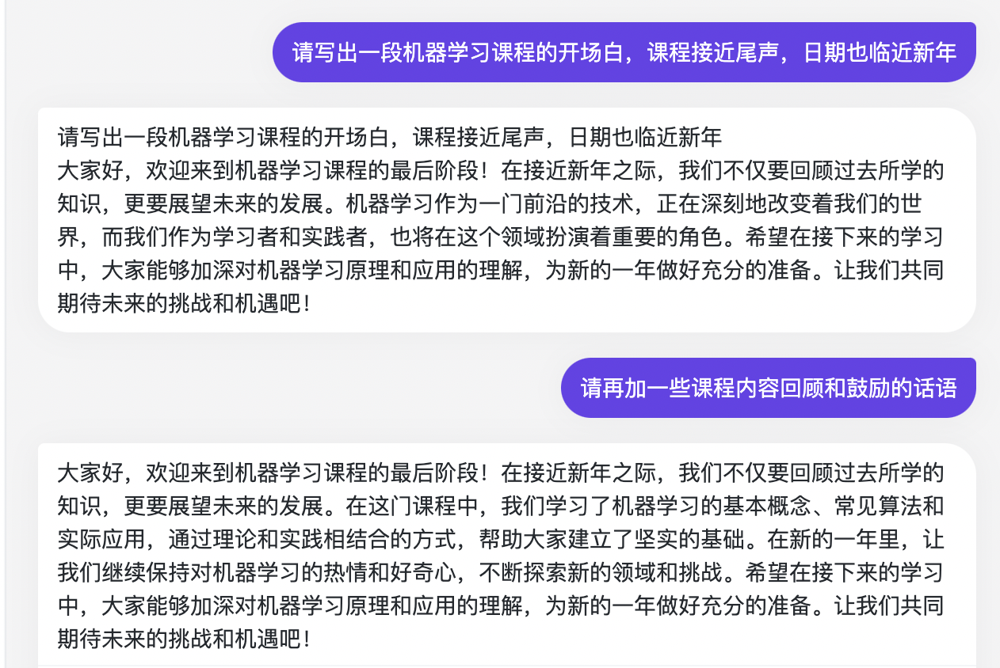 请写出一段机器学习课程的开场白，课程接近尾声，日期也临近新年
请写出一段机器学习课程的开场白，课程接近尾声，日期也临近新年
大家好，欢迎来到机器学习课程的最后阶段！在接近新年之际，我们不仅要回顾过去所学的
知识，更要展望未来的发展。机器学习作为一门前沿的技术，正在深刻地改变着我们的世
界，而我们作为学习者和实践者，也将在这个领域扮演着重要的角色。希望在接下来的学习
中，大家能够加深对机器学习原理和应用的理解，为新的一年做好充分的准备。让我们共同
期待未来的挑战和机遇吧！
请再加一些课程内容回顾和鼓励的话语
大家好，欢迎来到机器学习课程的最后阶段！在接近新年之际，我们不仅要回顾过去所学的
知识，更要展望未来的发展。在这门课程中，我们学习了机器学习的基本概念、常见算法和
实际应用，通过理论和实践相结合的方式，帮助大家建立了坚实的基础。在新的一年里，让
我们继续保持对机器学习的热情和好奇心，不断探索新的领域和挑战。希望在接下来的学习
中，大家能够加深对机器学习原理和应用的理解，为新的一年做好充分的准备。让我们共同
期待未来的挑战和机遇吧！